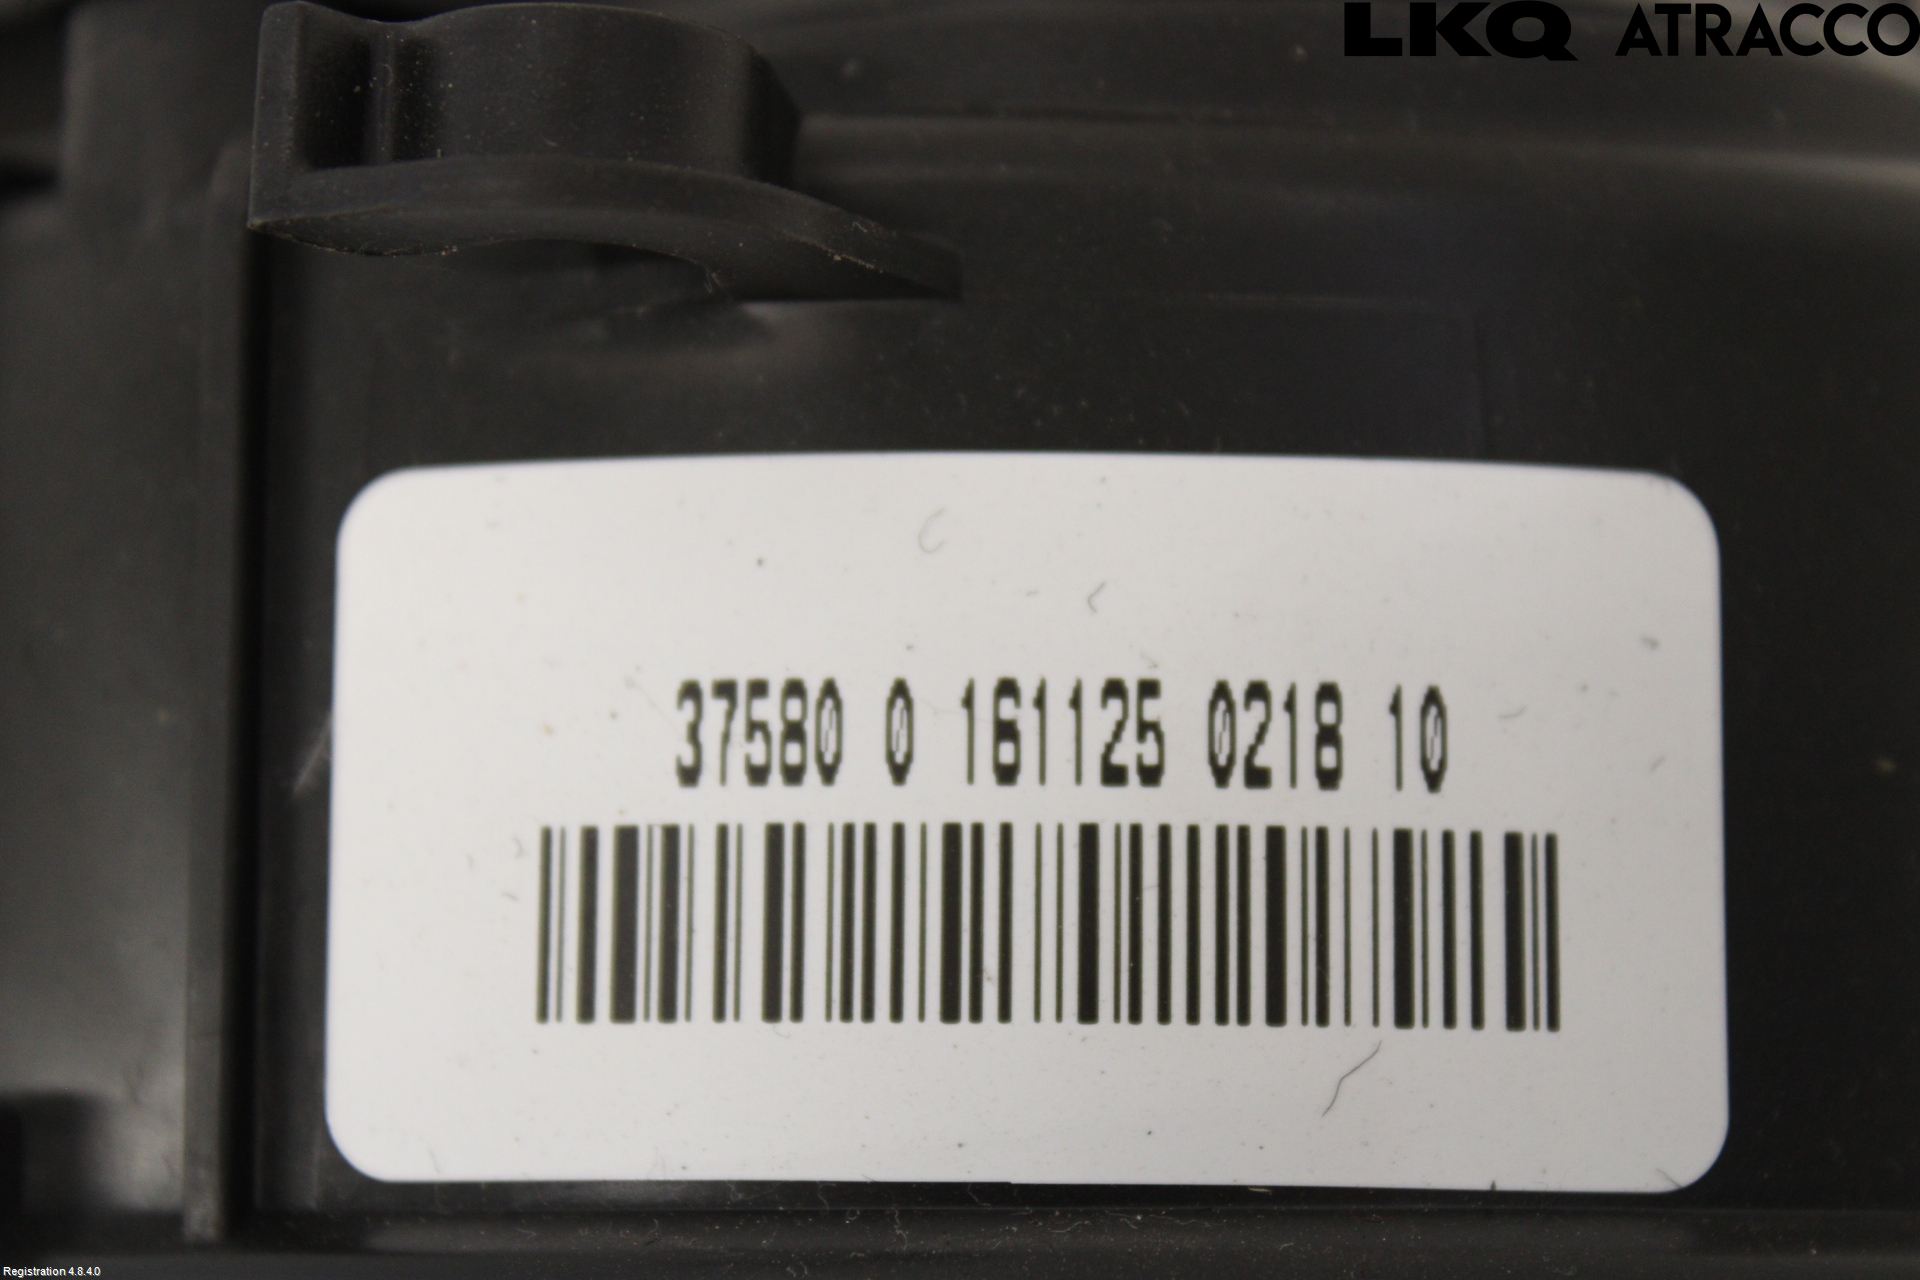 LKQ ATRACCO
37580 0 161125 0218 10
Registration 4.8.4.0